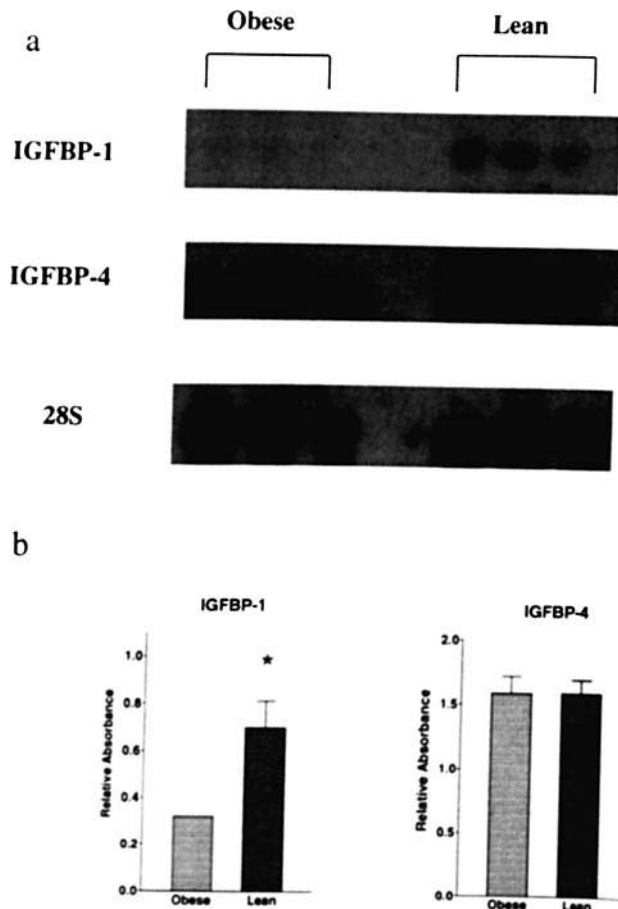 a
Obese Lean
IGFBP-1
IGFBP-4
28S
b
IGFBP-1
Relative Absorbance
1.0
0.8
0.6
0.4
0.2
0.0
★
Obese Lean
IGFBP-4
Relative Absorbance
2.0
1.5
1.0
0.5
0.0
Obese Lean